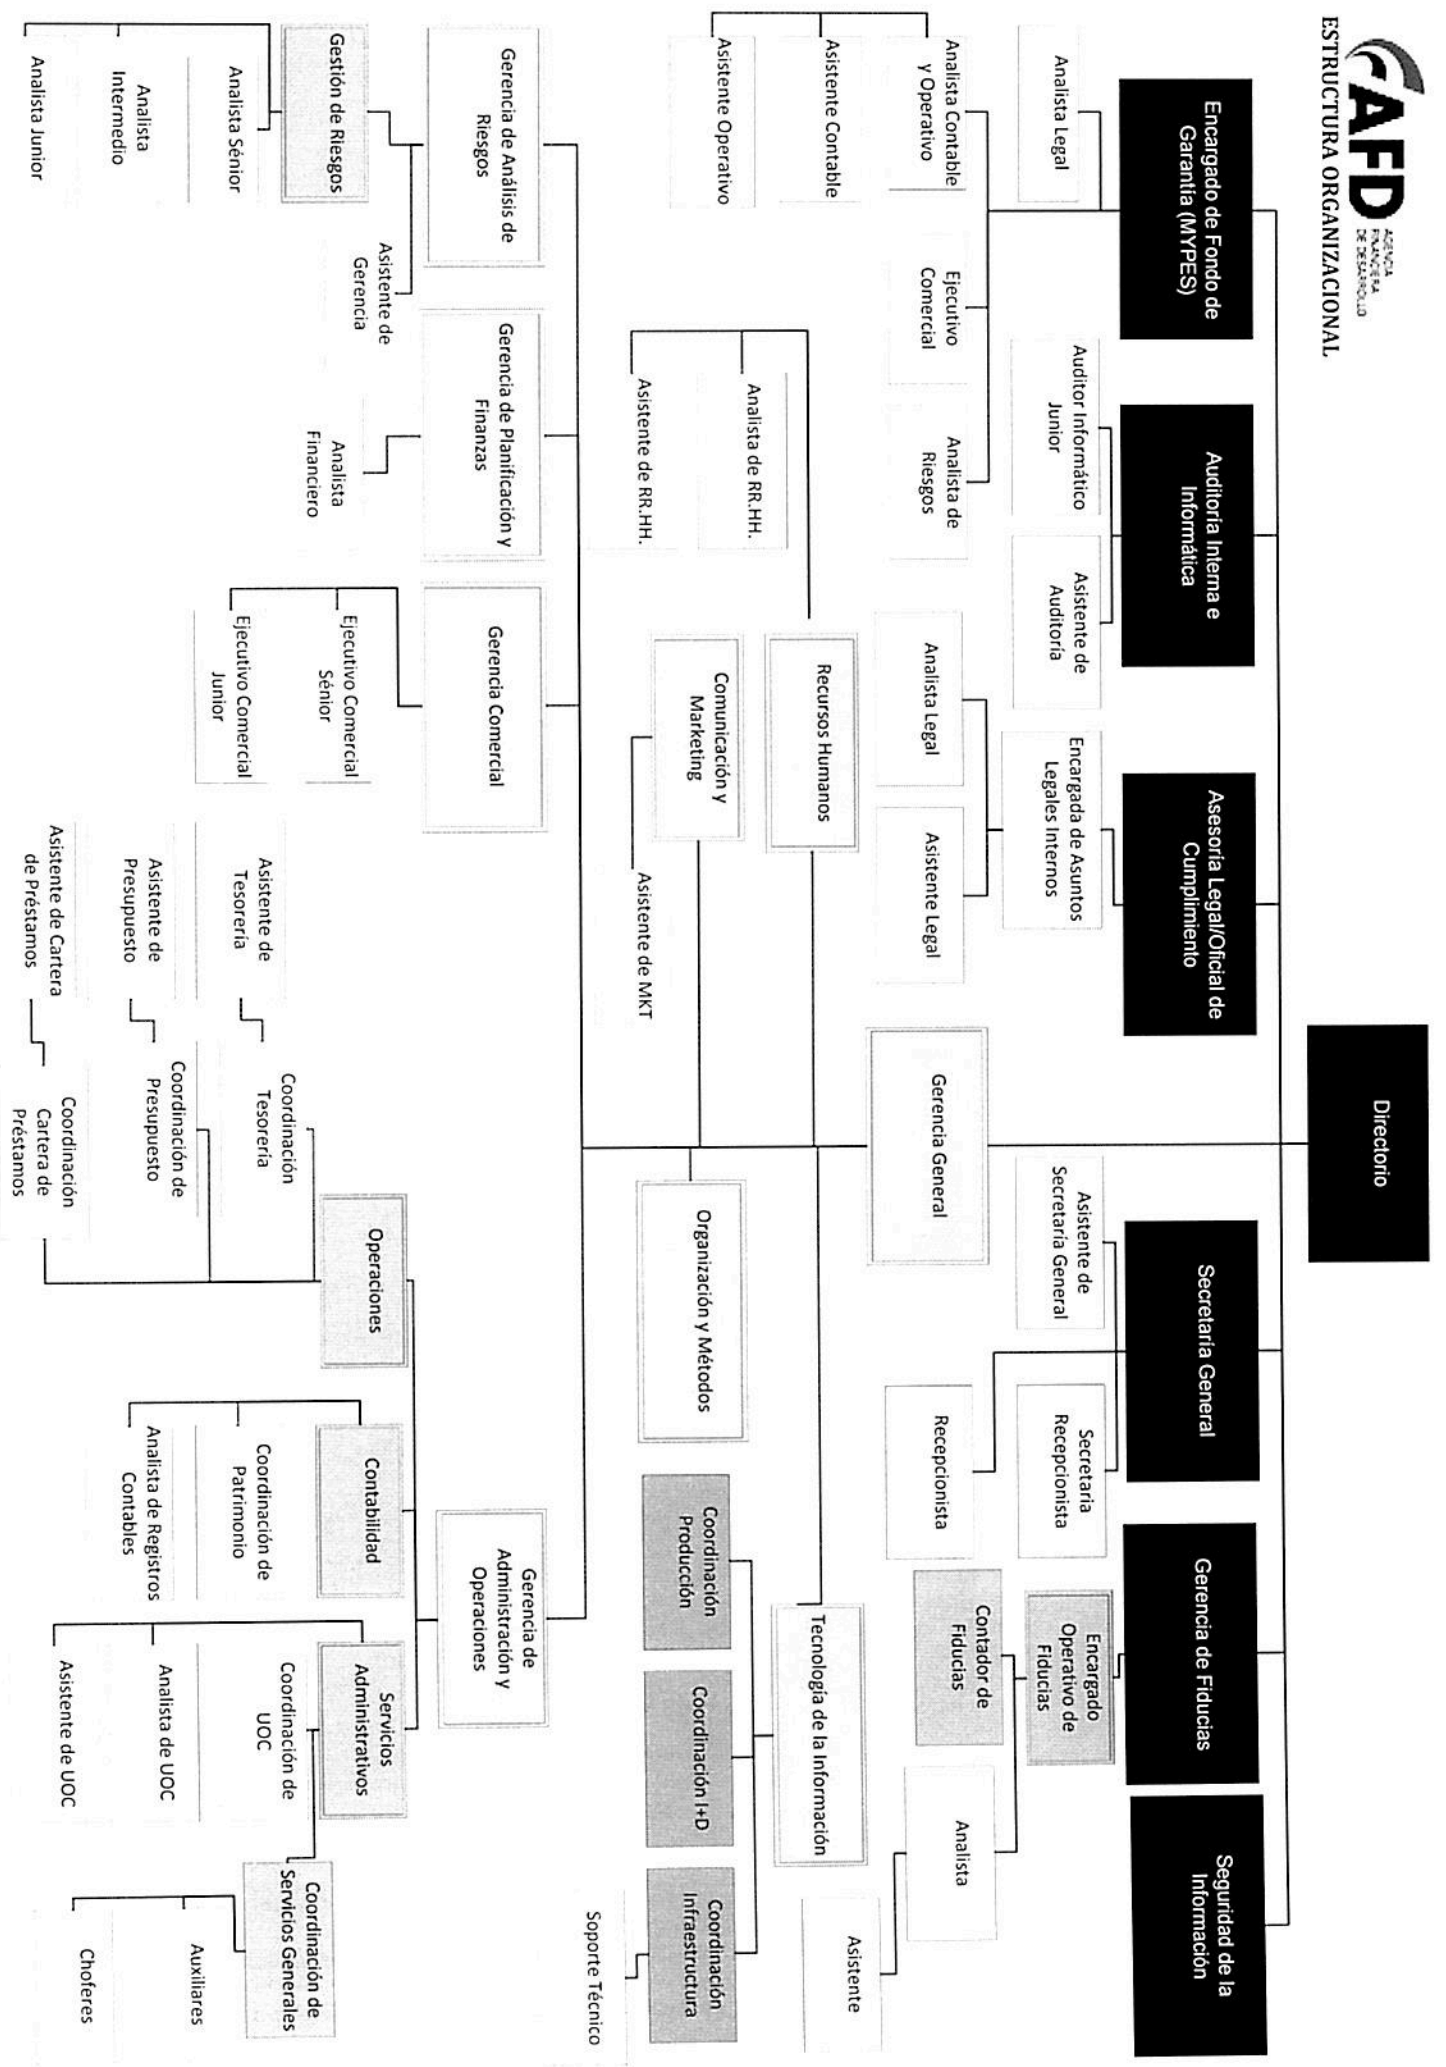 AFD
AGENCIA
FINANCIERA
DE DESARROLLO
ESTRUCTURA ORGANIZACIONAL
Directorio
Encargado de Fondo de
Garantía (MYPES)
Auditoría Interna e
Informática
Asesoría Legal/Oficial de
Cumplimiento
Secretaría General
Gerencia de Fiducias
Seguridad de la
Información
Analista Legal
Analista Contable
y Operativo
Asistente Contable
Asistente Operativo
Ejecutivo
Comercial
Analista de
Riesgos
Auditor Informático
Junior
Asistente de
Auditoría
Encargada de Asuntos
Legales Internos
Analista Legal
Asistente Legal
Gerencia General
Asistente de
Secretaría General
Secretaria
Recepcionista
Recepcionista
Encargado
Operativo de
Fiducias
Contador de
Fiducias
Analista
Asistente
Recursos Humanos
Analista de RR.HH.
Asistente de RR.HH.
Comunicación y
Marketing
Asistente de MKT
Organización y Métodos
Tecnología de la Información
Coordinación
Producción
Coordinación I+D
Coordinación
Infraestructura
Soporte Técnico
Gerencia de Análisis de
Riesgos
Gestión de Riesgos
Asistente de
Gerencia
Analista Sénior
Analista
Intermedio
Analista Junior
Gerencia de Planificación y
Finanzas
Analista
Financiero
Gerencia Comercial
Ejecutivo Comercial
Sénior
Ejecutivo Comercial
Junior
Gerencia de
Administración y
Operaciones
Operaciones
Coordinación
Tesorería
Asistente de
Tesorería
Coordinación de
Presupuesto
Asistente de
Presupuesto
Coordinación
Cartera de
Préstamos
Asistente de Cartera
de Préstamos
Contabilidad
Coordinación de
Patrimonio
Analista de Registros
Contables
Servicios
Administrativos
Coordinación de
UOC
Analista de UOC
Asistente de UOC
Coordinación de
Servicios Generales
Auxiliares
Choferes